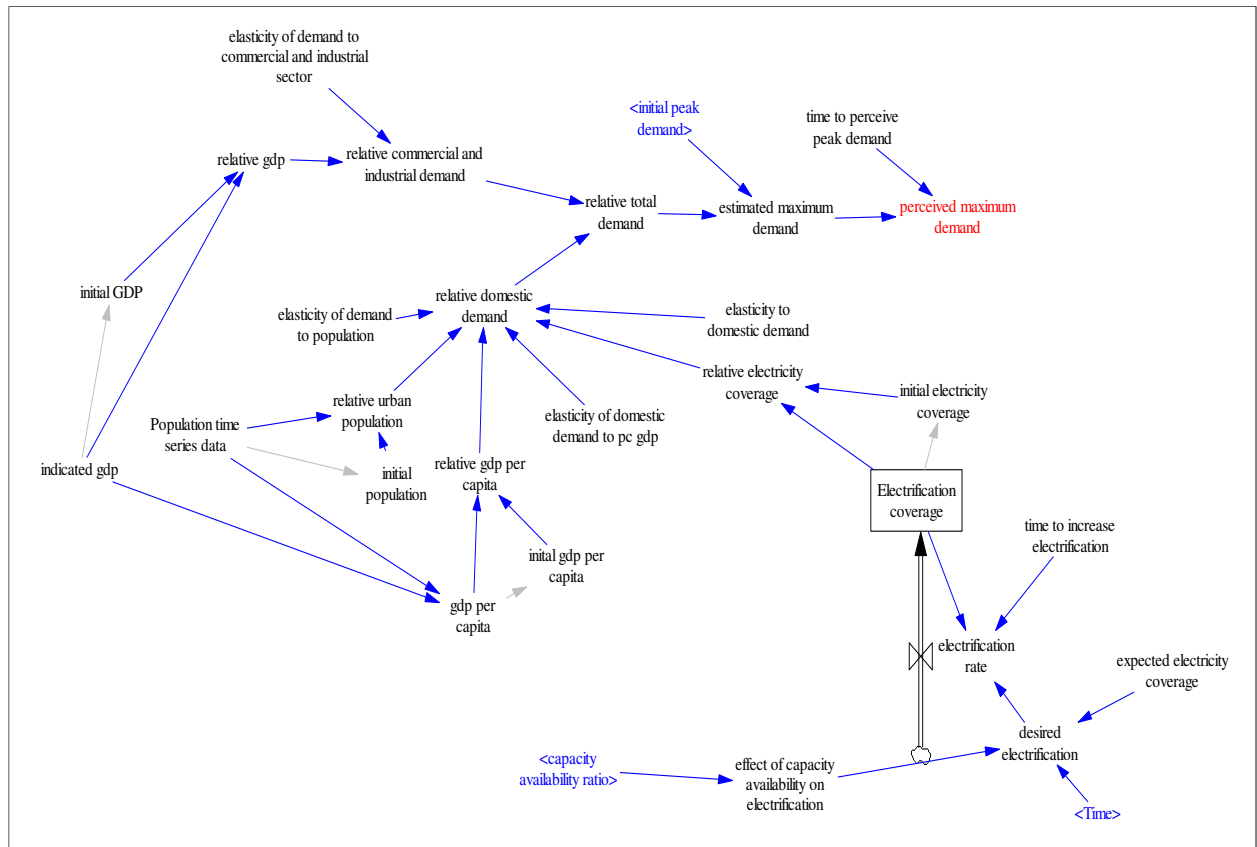 elasticity of demand to
commercial and industrial
sector
<initial peak
demand>
time to perceive
peak demand
relative gdp
relative commercial and
industrial demand
relative total
demand
estimated maximum
demand
perceived maximum
demand
initial GDP
relative domestic
demand
elasticity of demand
to population
elasticity to
domestic demand
relative electricity
coverage
initial electricity
coverage
relative urban
population
elasticity of domestic
demand to pc gdp
Population time
series data
indicated gdp
initial
population
relative gdp per
capita
Electrification
coverage
time to increase
electrification
inital gdp per
capita
gdp per
capita
electrification
rate
expected electricity
coverage
desired
electrification
<capacity
availability ratio>
effect of capacity
availability on
electrification
<Time>